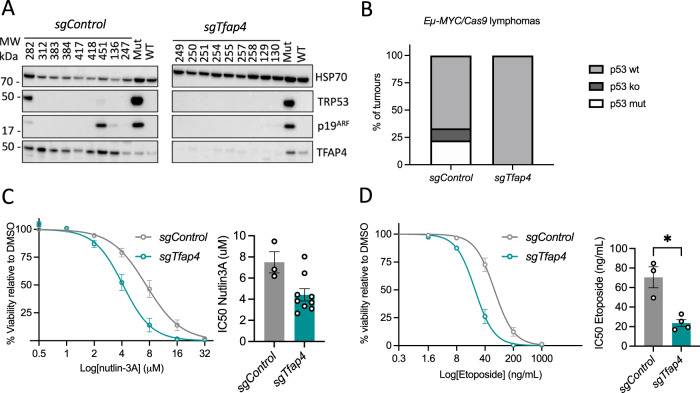 A
sgControl
sgTfap4
MW
kDa
282 312 383 384 417 418 451 136 247 Mut WT
249 250 251 254 255 257 258 129 130 Mut WT
70
HSP70
50
TRP53
17
p19ARF
50
TFAP4
B
Eμ-MYC/Cas9 lymphomas
% of tumours
100
75
50
25
0
sgControl
sgTfap4
p53 wt
p53 ko
p53 mut
C
% Viability relative to DMSO
100
75
50
25
0
0.5 1 2 4 8 16 32
Log[nutlin-3A] (μM)
sgControl
sgTfap4
IC50 Nutlin3A (uM)
10
8
6
4
2
0
sgControl
sgTfap4
D
% viability relative to DMSO
100
75
50
25
0
0.3 1.6 8 40 200 1000
Log[Etoposide] (ng/mL)
sgControl
sgTfap4
IC50 Etoposide (ng/mL)
100
80
60
40
20
0
*
sgControl
sgTfap4